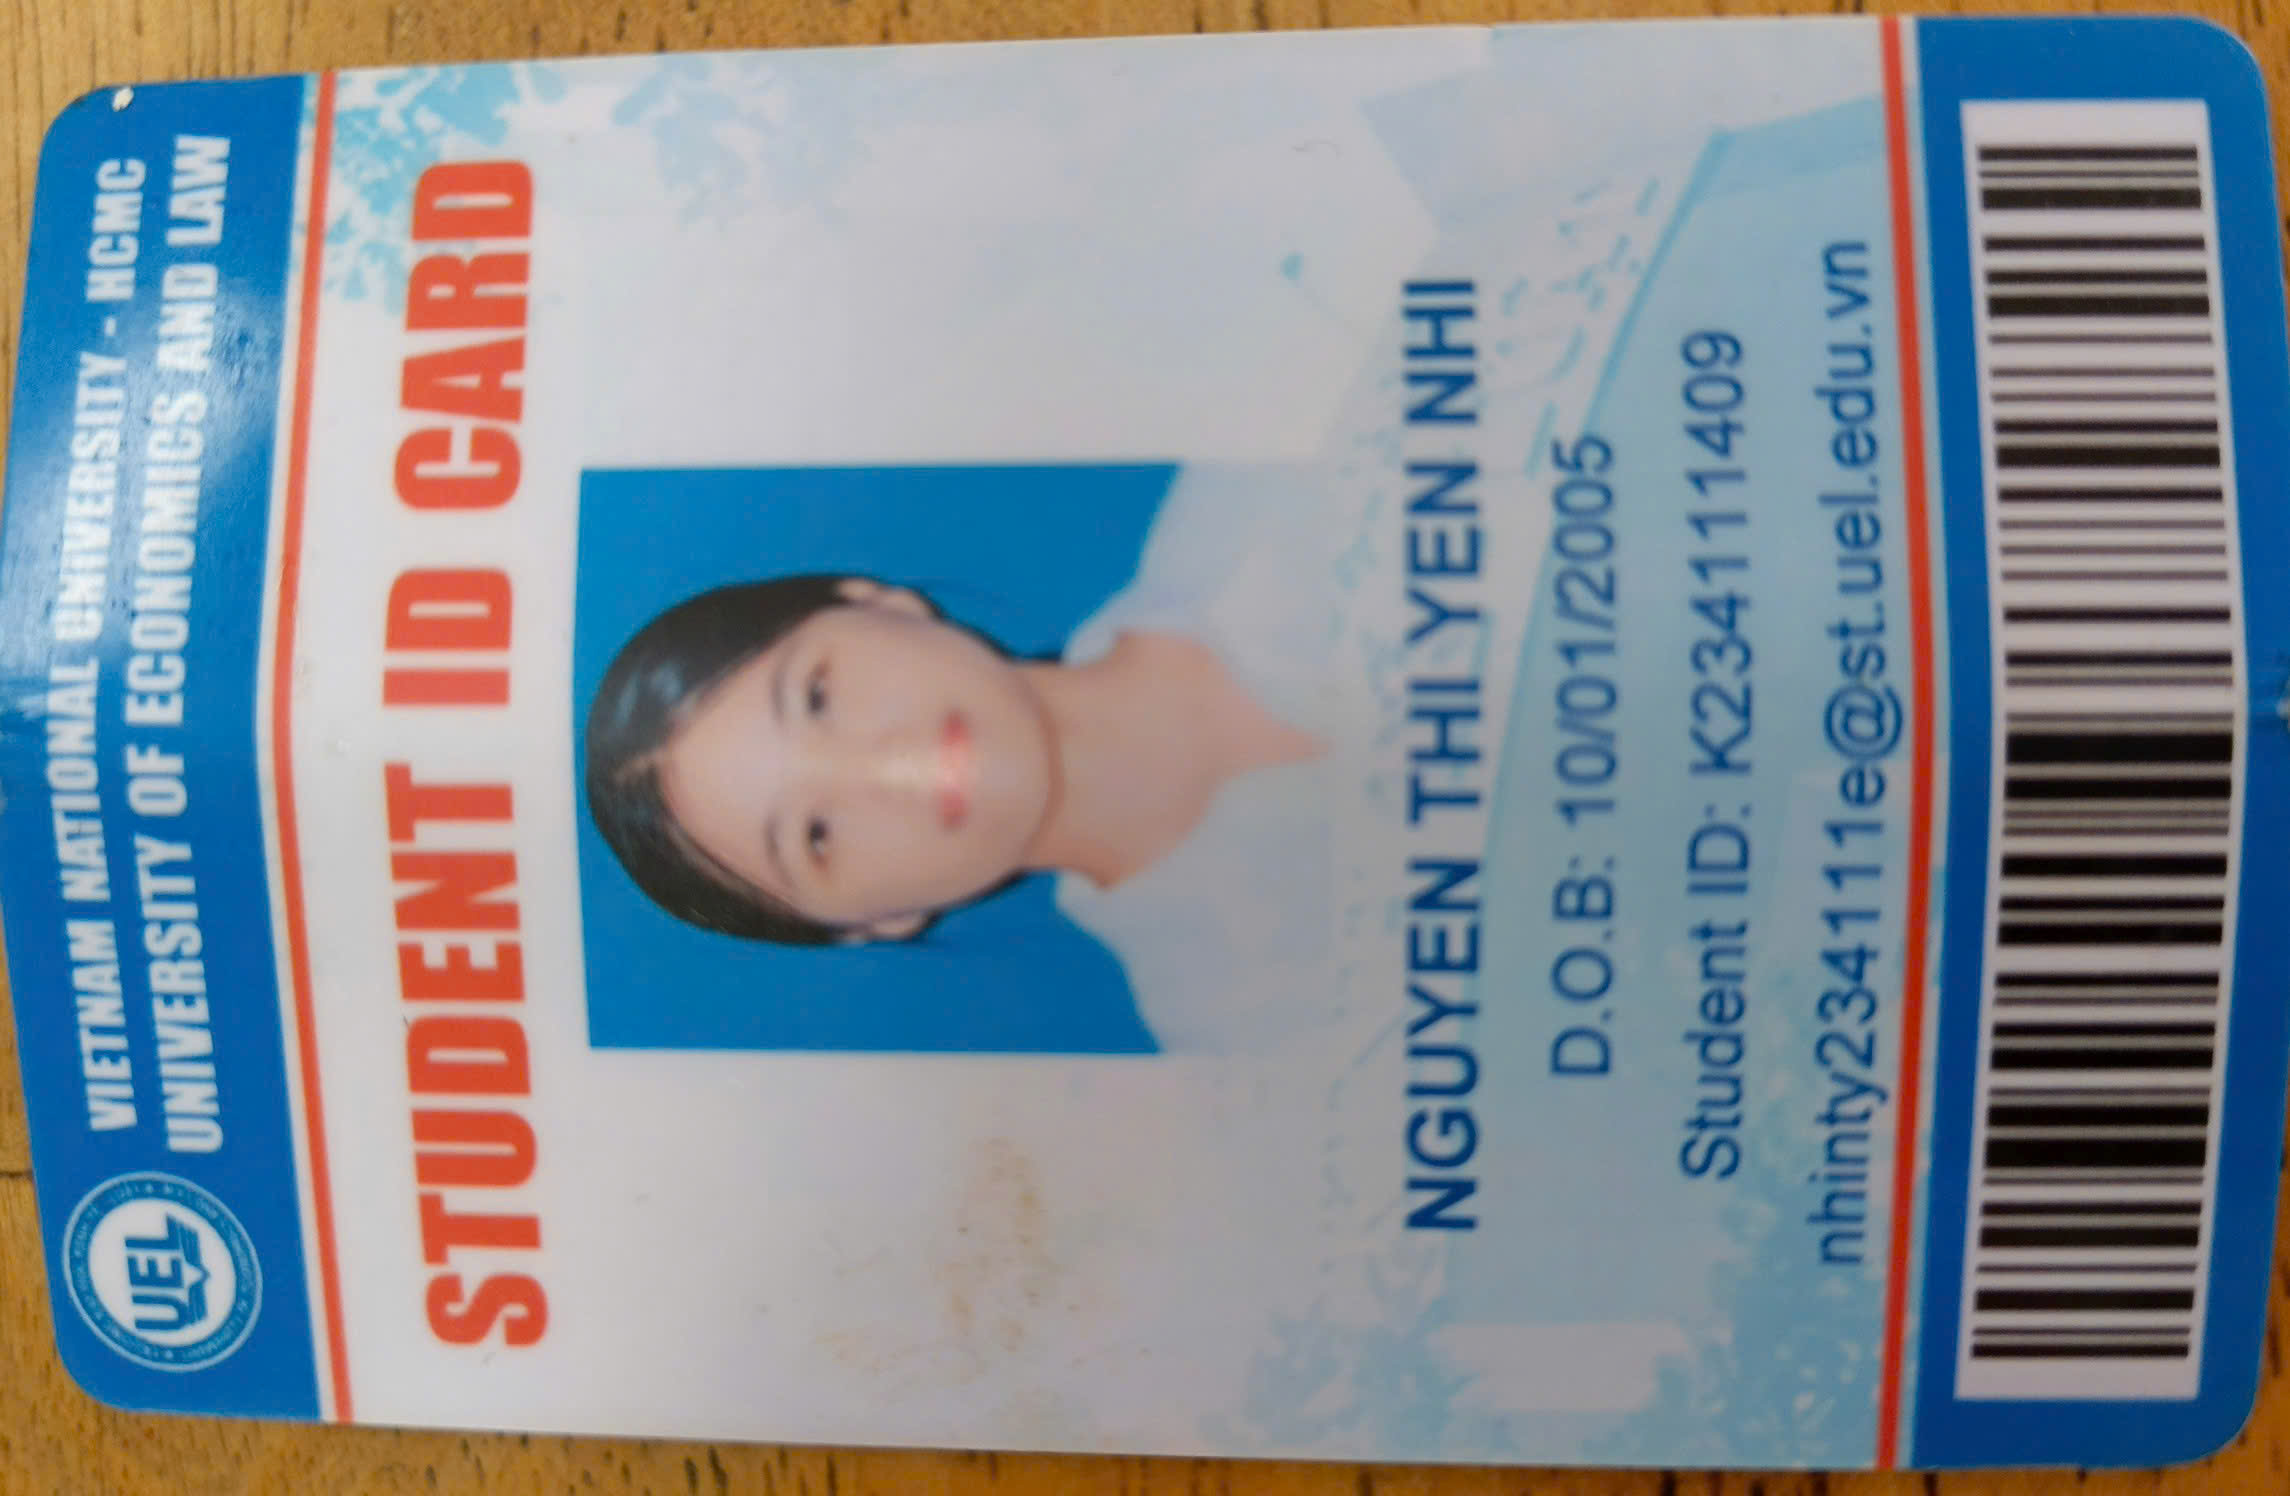 VIETNAM NATIONAL UNIVERSITY - HCMC
UNIVERSITY OF ECONOMICS AND LAW
UEL
STUDENT ID CARD
NGUYEN THI YEN NHI
D.O.B: 10/01/2005
Student ID: K234111409
nhinty234111e@st.uel.edu.vn